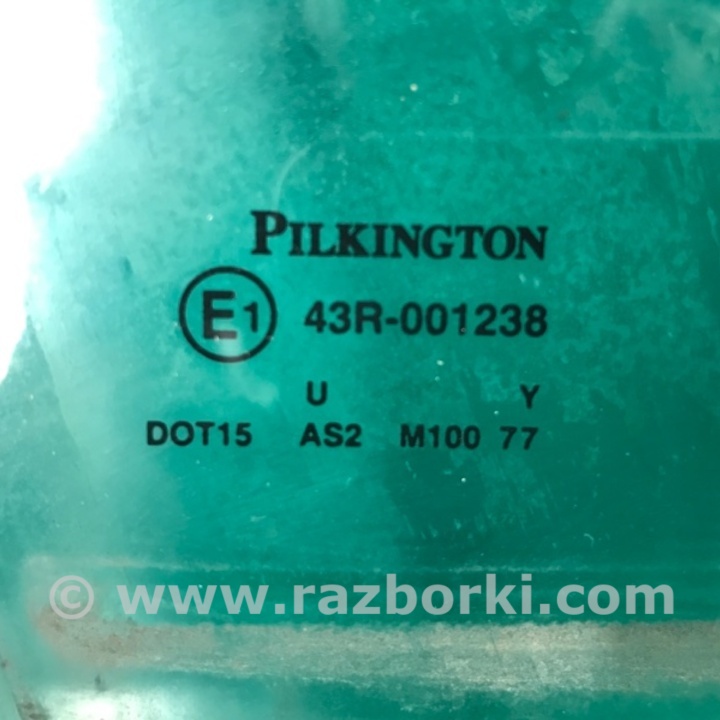 PILKINGTON
E1 43R-001238
U Y
DOT15 AS2 M100 77
© www.razborki.com